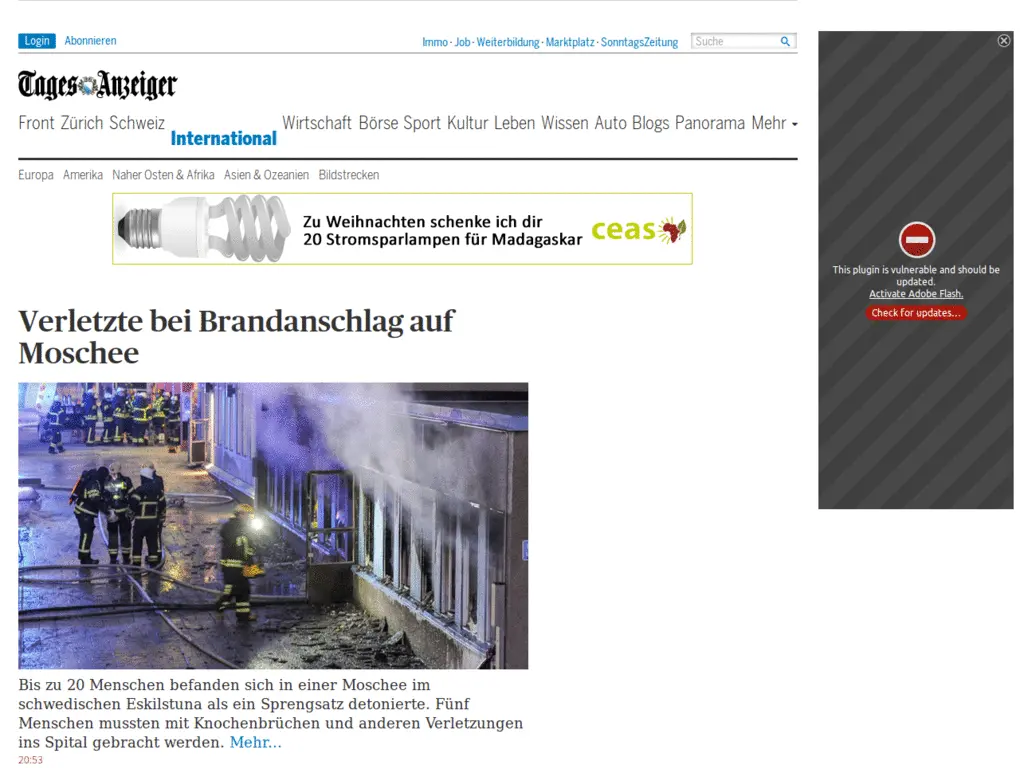 Login Abonnieren Immo · Job · Weiterbildung · Marktplatz · SonntagsZeitung Suche
Tages Anzeiger
Front Zürich Schweiz International Wirtschaft Börse Sport Kultur Leben Wissen Auto Blogs Panorama Mehr
Europa Amerika Naher Osten & Afrika Asien & Ozeanien Bildstrecken
Zu Weihnachten schenke ich dir
20 Stromsparlampen für Madagaskar
ceas
This plugin is vulnerable and should be
updated.
Activate Adobe Flash.
Check for updates...
Verletzte bei Brandanschlag auf
Moschee
Bis zu 20 Menschen befanden sich in einer Moschee im
schwedischen Eskilstuna als ein Sprengsatz detonierte. Fünf
Menschen mussten mit Knochenbrüchen und anderen Verletzungen
ins Spital gebracht werden. Mehr...
20:53